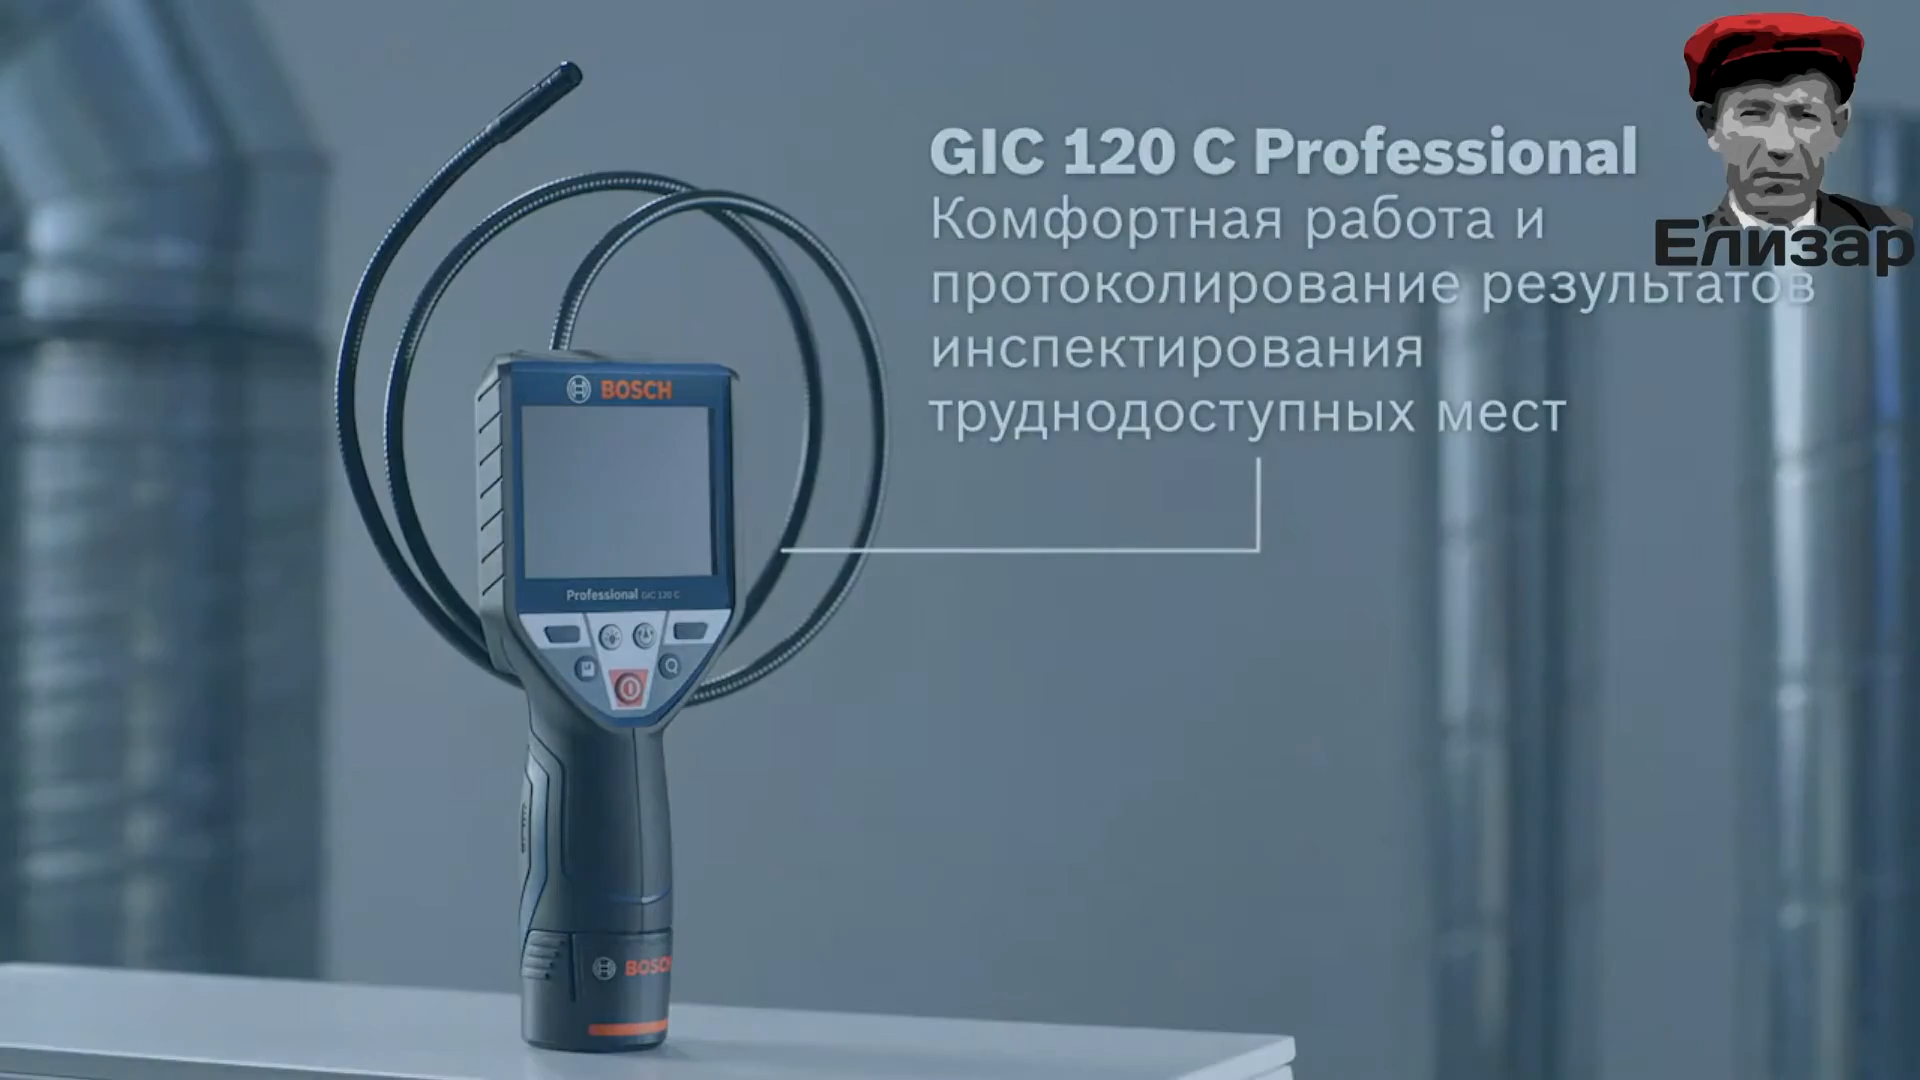 GIC 120 C Professional
Комфортная работа и
протоколирование результатов
инспектирования
труднодоступных мест
Елизар
BOSCH
Professional GIC 120 C
BOSCH